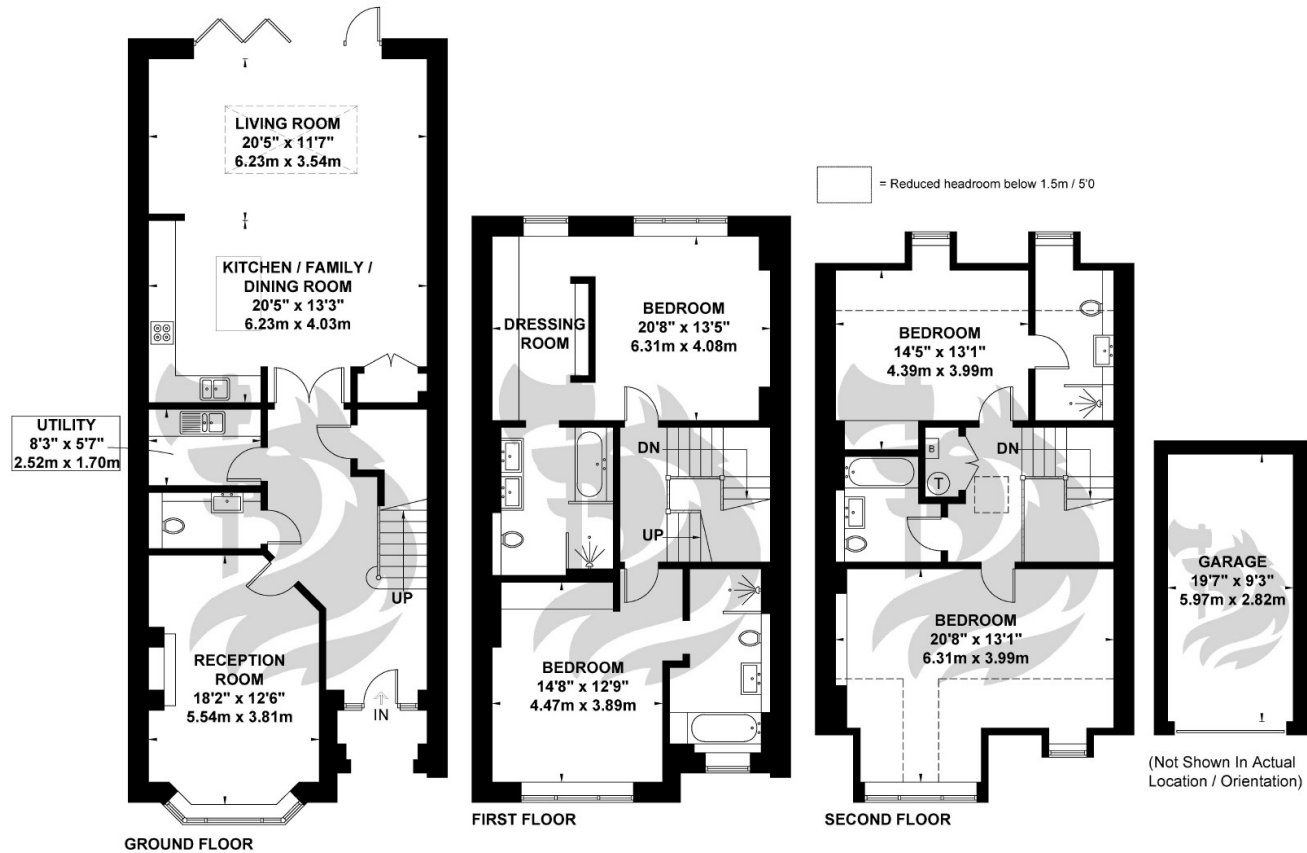 LIVING ROOM
20'5" x 11'7"
6.23m x 3.54m
KITCHEN / FAMILY /
DINING ROOM
20'5" x 13'3"
6.23m x 4.03m
UTILITY
8'3" x 5'7"
2.52m x 1.70m
RECEPTION
ROOM
18'2" x 12'6"
5.54m x 3.81m
UP
IN
GROUND FLOOR
DRESSING
ROOM
BEDROOM
20'8" x 13'5"
6.31m x 4.08m
DN
UP
BEDROOM
14'8" x 12'9"
4.47m x 3.89m
FIRST FLOOR
= Reduced headroom below 1.5m / 5'0
BEDROOM
14'5" x 13'1"
4.39m x 3.99m
B
T
DN
BEDROOM
20'8" x 13'1"
6.31m x 3.99m
SECOND FLOOR
GARAGE
19'7" x 9'3"
5.97m x 2.82m
(Not Shown In Actual
Location / Orientation)